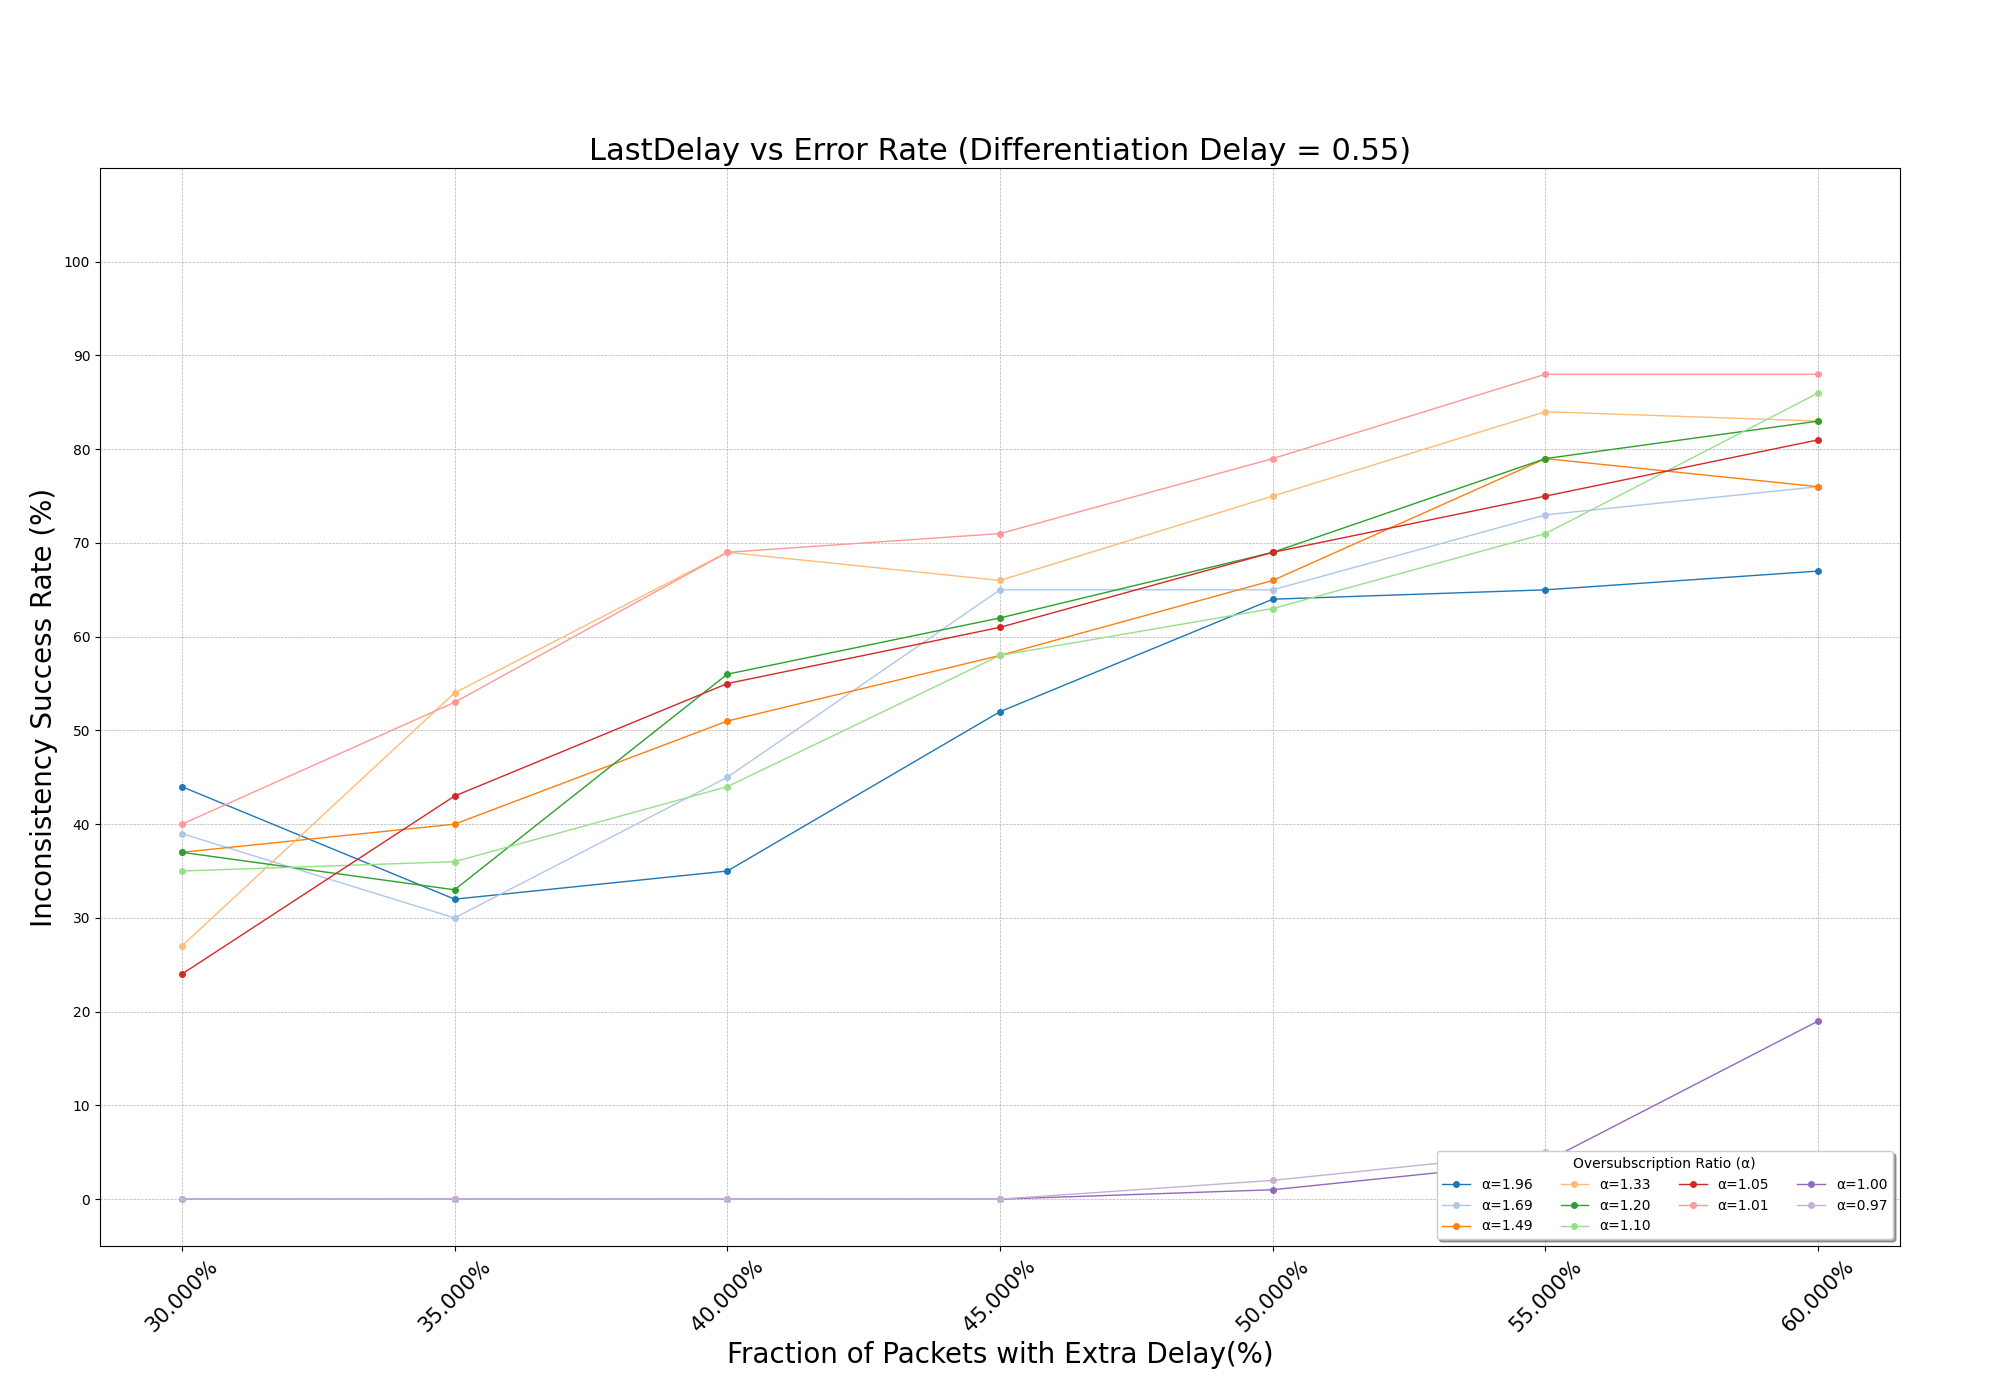 LastDelay vs Error Rate (Differentiation Delay = 0.55)
Inconsistency Success Rate (%)
100
90
80
70
60
50
40
30
20
10
0
Oversubscription Ratio (α)
α=1.96 α=1.33 α=1.05 α=1.00
α=1.69 α=1.20 α=1.01 α=0.97
α=1.49 α=1.10
30.000% 35.000% 40.000% 45.000% 50.000% 55.000% 60.000%
Fraction of Packets with Extra Delay(%)